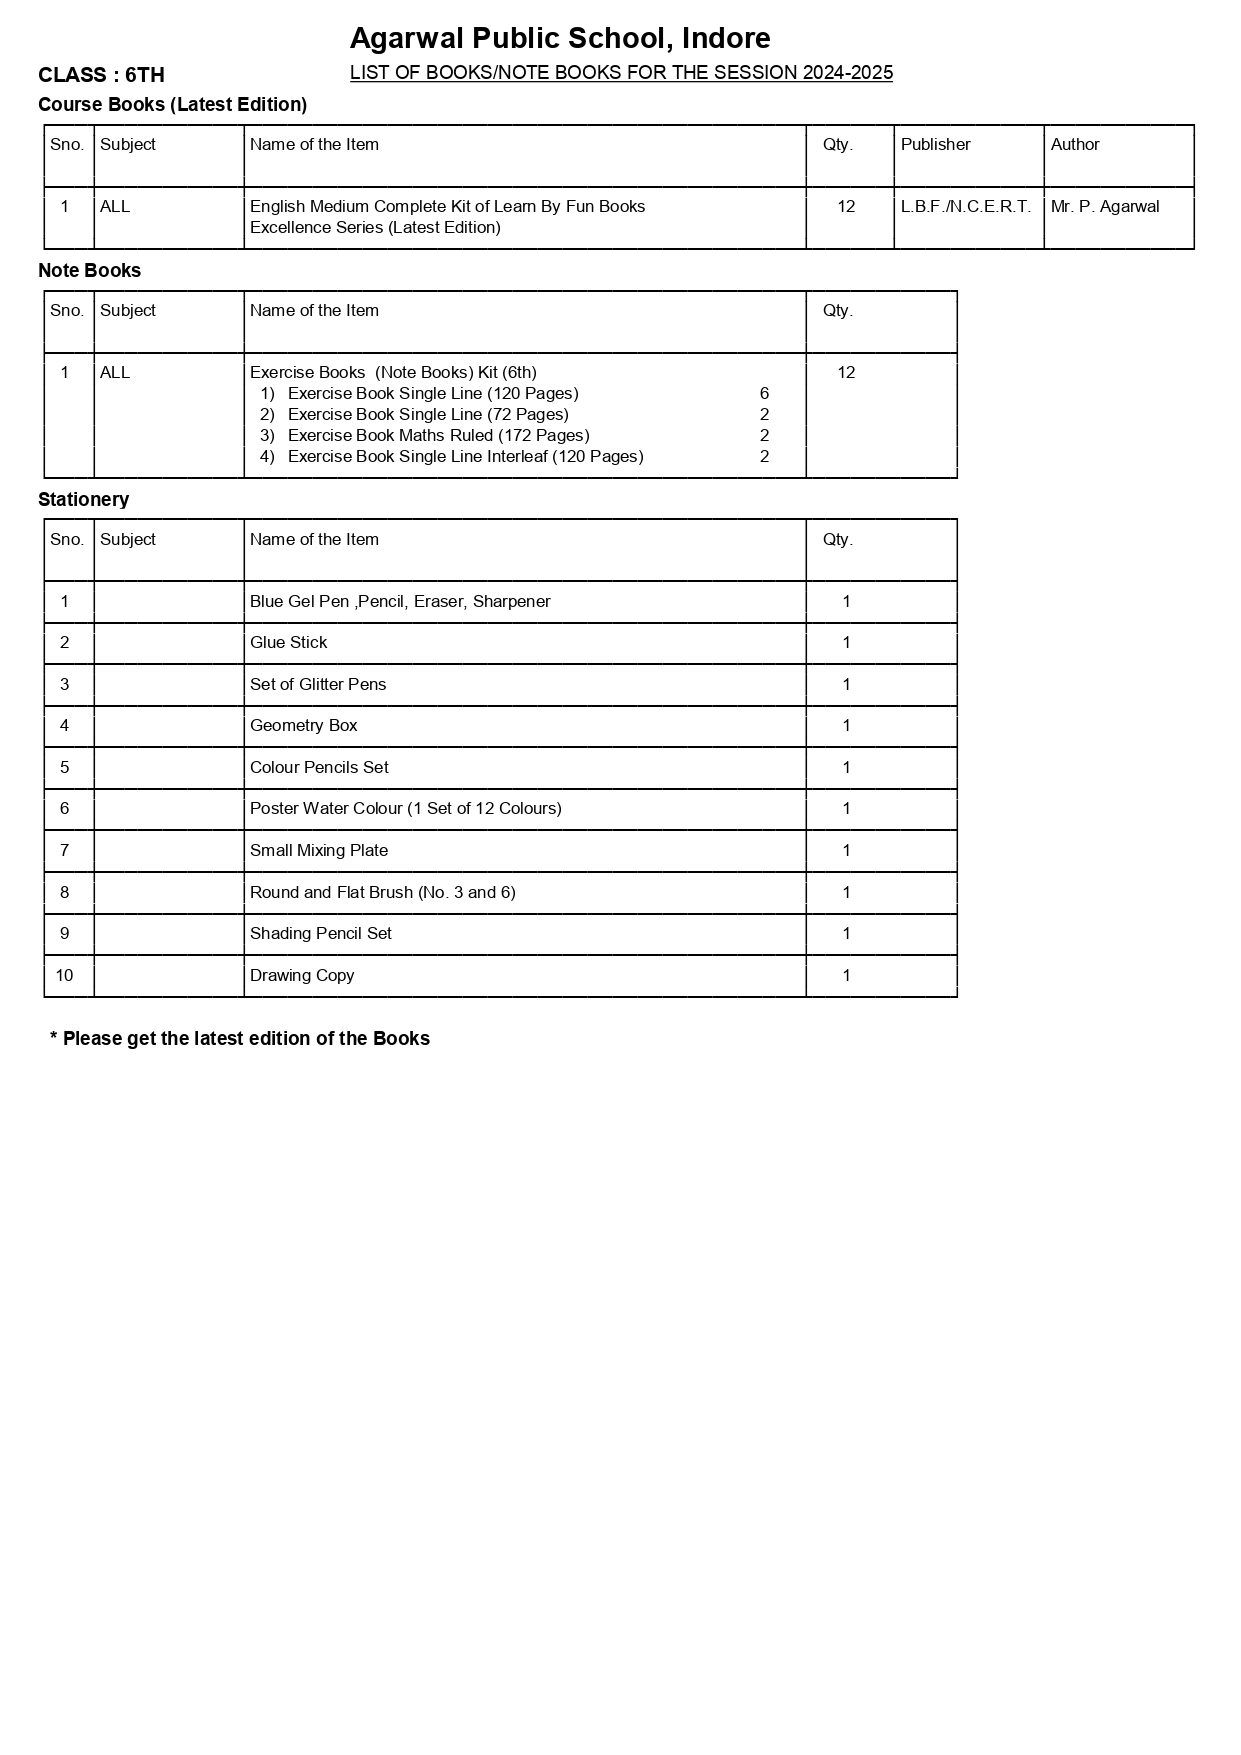 Agarwal Public School, Indore
CLASS : 6TH
LIST OF BOOKS/NOTE BOOKS FOR THE SESSION 2024-2025
Course Books (Latest Edition)
Sno. Subject Name of the Item Qty. Publisher Author
1 ALL English Medium Complete Kit of Learn By Fun Books 12 L.B.F./N.C.E.R.T. Mr. P. Agarwal
Excellence Series (Latest Edition)
Note Books
Sno. Subject Name of the Item Qty.
1 ALL Exercise Books (Note Books) Kit (6th) 12
1) Exercise Book Single Line (120 Pages) 6
2) Exercise Book Single Line (72 Pages) 2
3) Exercise Book Maths Ruled (172 Pages) 2
4) Exercise Book Single Line Interleaf (120 Pages) 2
Stationery
Sno. Subject Name of the Item Qty.
1 Blue Gel Pen ,Pencil, Eraser, Sharpener 1
2 Glue Stick 1
3 Set of Glitter Pens 1
4 Geometry Box 1
5 Colour Pencils Set 1
6 Poster Water Colour (1 Set of 12 Colours) 1
7 Small Mixing Plate 1
8 Round and Flat Brush (No. 3 and 6) 1
9 Shading Pencil Set 1
10 Drawing Copy 1
* Please get the latest edition of the Books